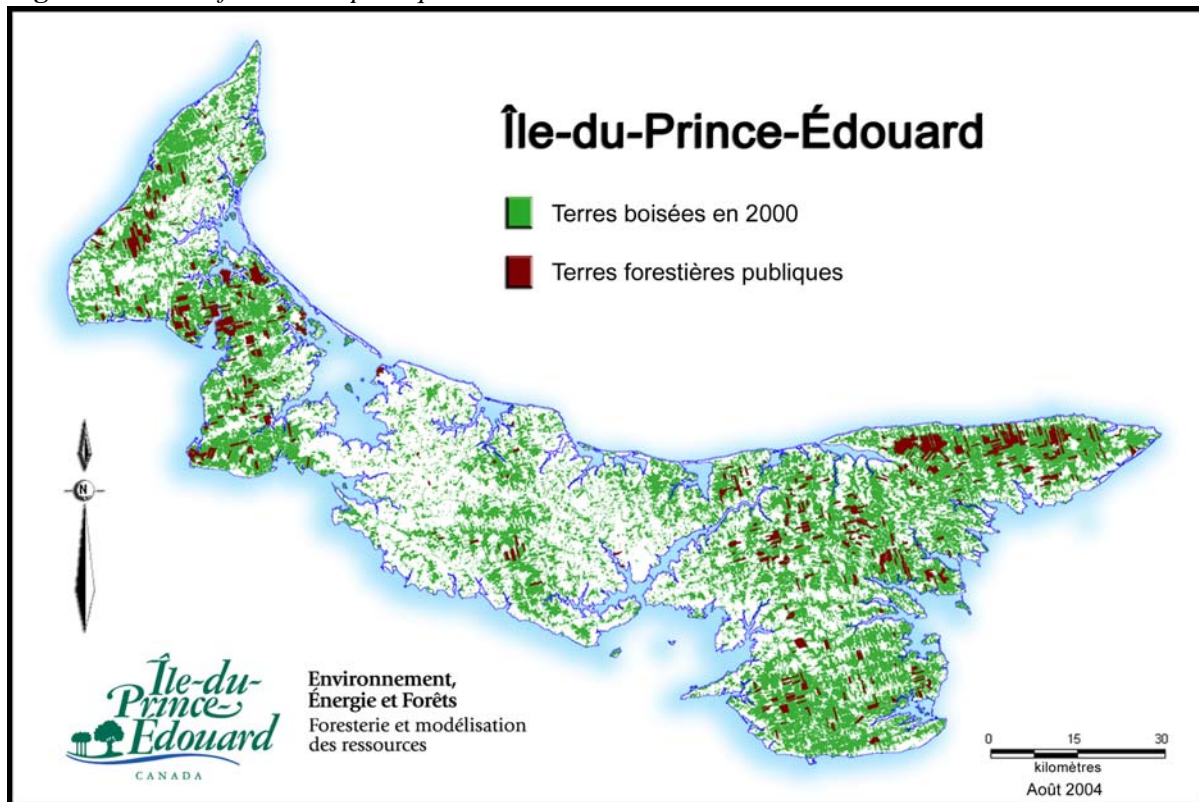 Île-du-Prince-Édouard
Terres boisées en 2000
Terres forestières publiques
N
Île-du-
Prince-
Édouard
CANADA
Environnement,
Énergie et Forêts
Foresterie et modélisation
des ressources
0 15 30
kilomètres
Août 2004